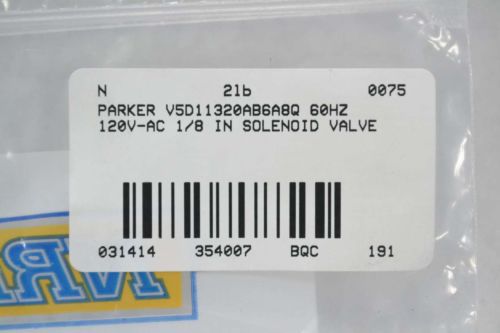 N 2lb 0075
PARKER V5D11320AB6A8Q 60HZ
120V-AC 1/8 IN SOLENOID VALVE
031414 354007 BQC 191